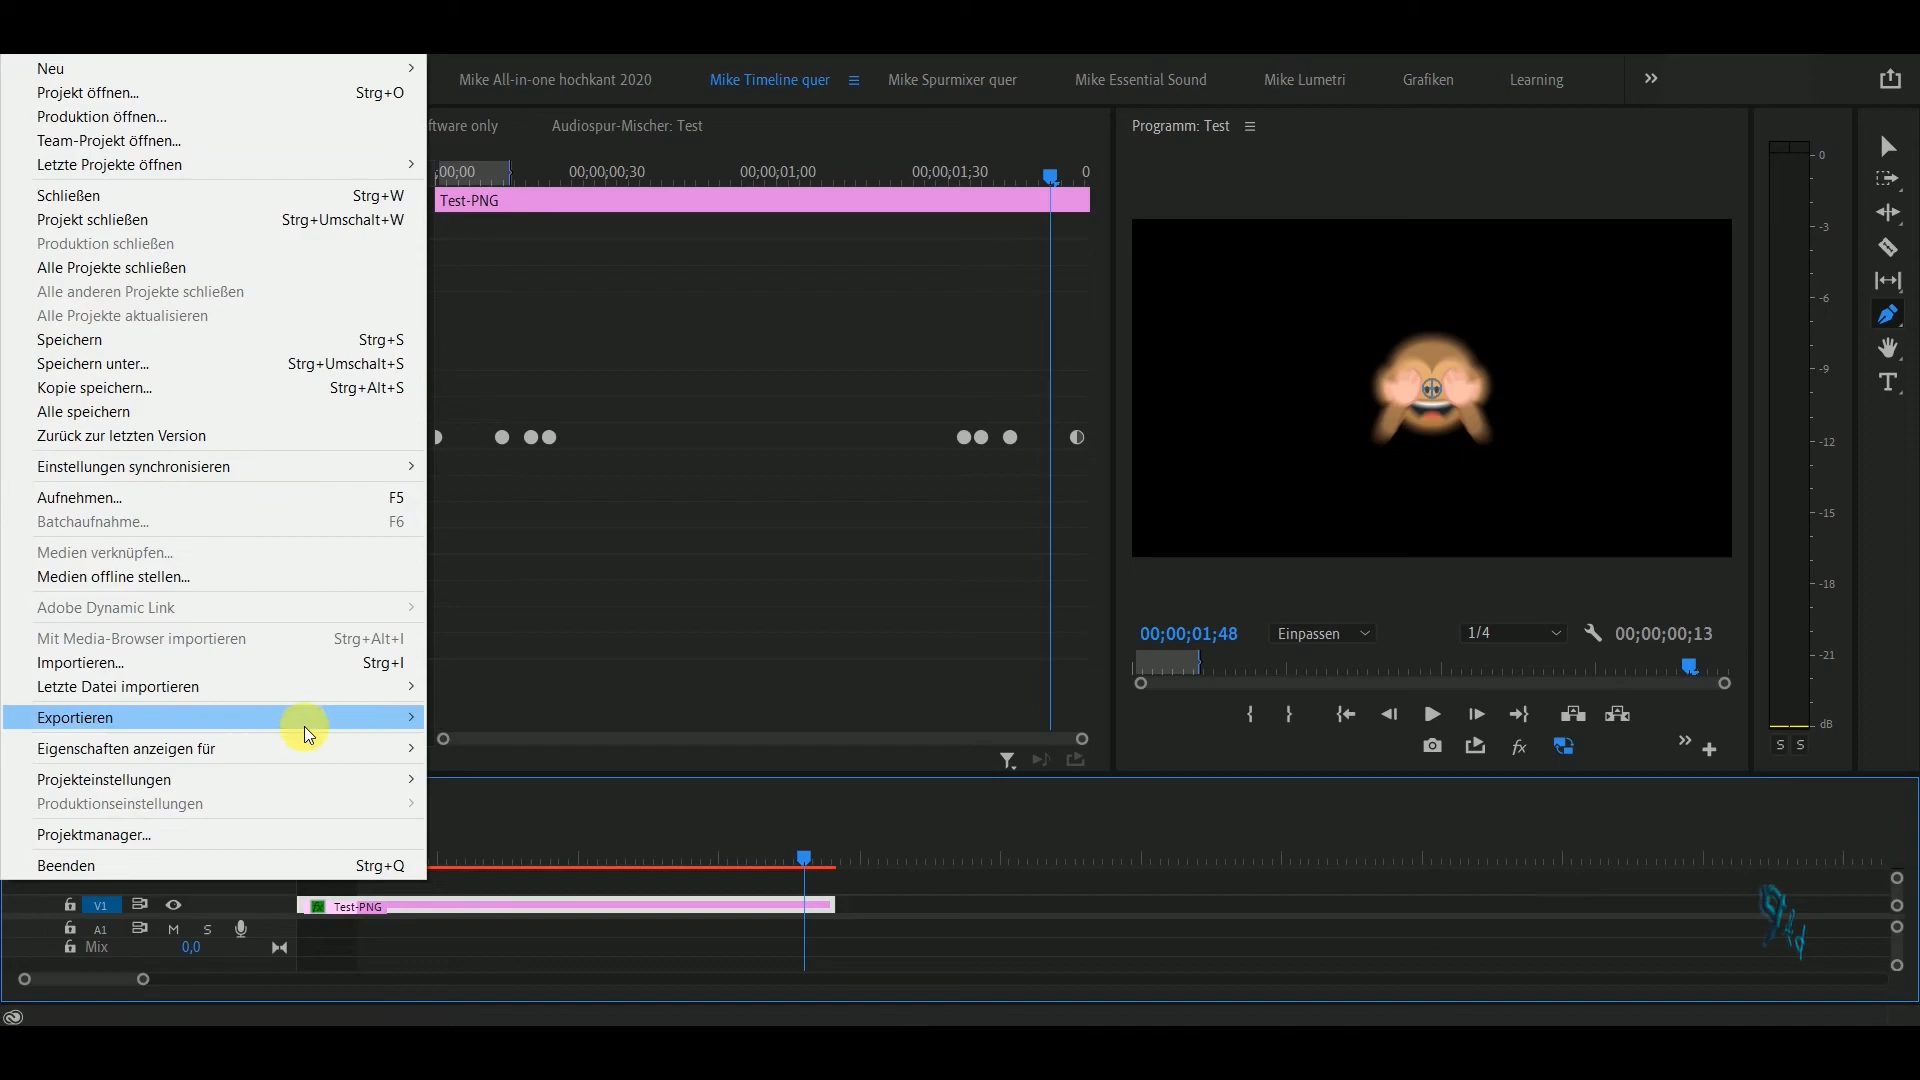 Neu
Projekt öffnen... Strg+O
Produktion öffnen...
Team-Projekt öffnen...
Letzte Projekte öffnen
Schließen Strg+W
Projekt schließen Strg+Umschalt+W
Produktion schließen
Alle Projekte schließen
Alle anderen Projekte schließen
Alle Projekte aktualisieren
Speichern Strg+S
Speichern unter... Strg+Umschalt+S
Kopie speichern... Strg+Alt+S
Alle speichern
Zurück zur letzten Version
Einstellungen synchronisieren
Aufnehmen... F5
Batchaufnahme... F6
Medien verknüpfen...
Medien offline stellen...
Adobe Dynamic Link
Mit Media-Browser importieren Strg+Alt+I
Importieren... Strg+I
Letzte Datei importieren
Exportieren
Eigenschaften anzeigen für
Projekteinstellungen
Produktionseinstellungen
Projektmanager...
Beenden Strg+Q
Mike All-in-one hochkant 2020 Mike Timeline quer Mike Spurmixer quer Mike Essential Sound Mike Lumetri Grafiken Learning
ftware only Audiospur-Mischer: Test
:00;00 00;00;00;30 00;00;01;00 00;00;01;30 0
Test-PNG
Programm: Test
00;00;01;48 Einpassen 1/4 00;00;00;13
0
-3
-6
-9
-12
-15
-18
-21
dB
S S
V1 fx Test-PNG
A1 M S
Mix 0,0